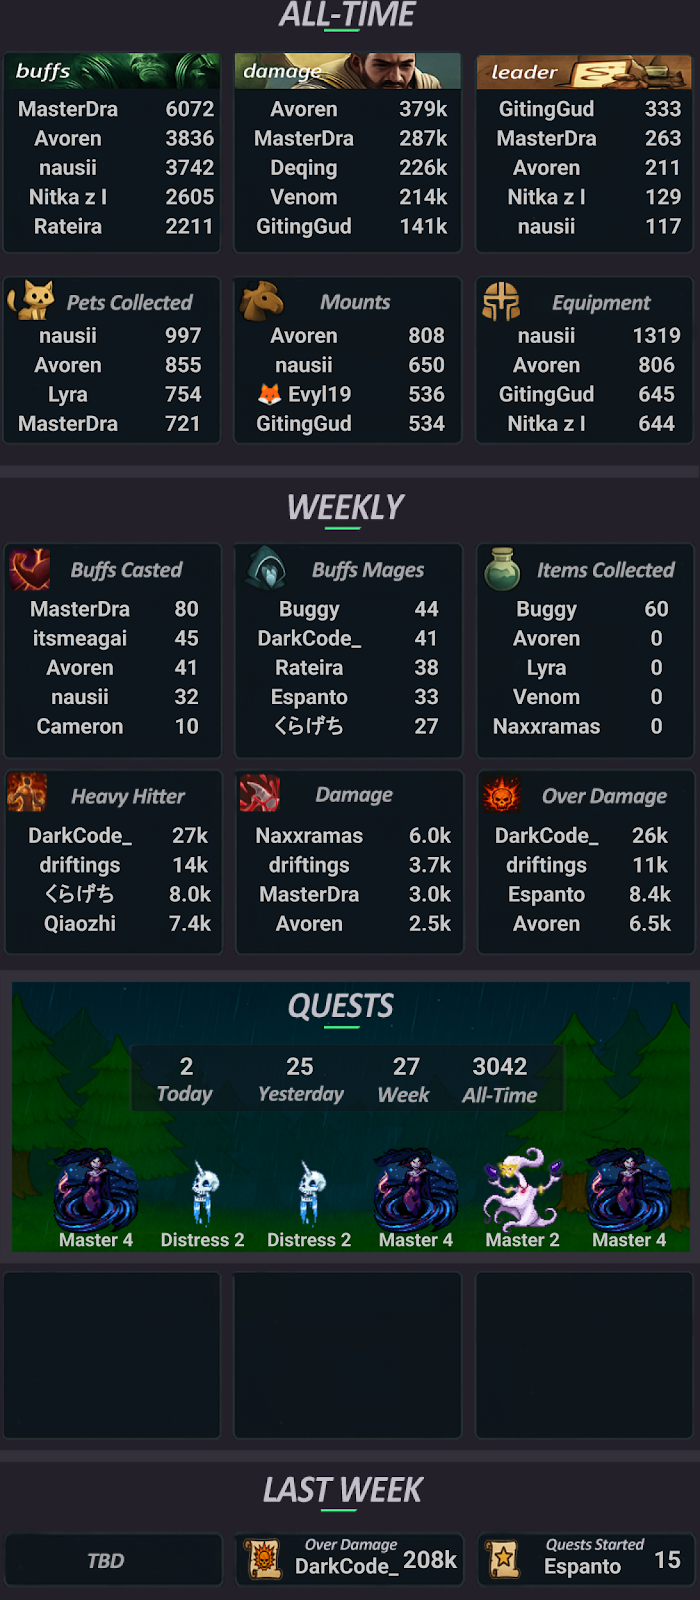 ALL-TIME
buffs
MasterDra 6072
Avoren 3836
nausii 3742
Nitka z I 2605
Rateira 2211
damage
Avoren 379k
MasterDra 287k
Deqing 226k
Venom 214k
GitingGud 141k
leader
GitingGud 333
MasterDra 263
Avoren 211
Nitka z I 129
nausii 117
Pets Collected
nausii 997
Avoren 855
Lyra 754
MasterDra 721
Mounts
Avoren 808
nausii 650
🦊 Evyl19 536
GitingGud 534
Equipment
nausii 1319
Avoren 806
GitingGud 645
Nitka z I 644
WEEKLY
Buffs Casted
MasterDra 80
itsmeagai 45
Avoren 41
nausii 32
Cameron 10
Buffs Mages
Buggy 44
DarkCode_ 41
Rateira 38
Espanto 33
くらげち 27
Items Collected
Buggy 60
Avoren 0
Lyra 0
Venom 0
Naxxramas 0
Heavy Hitter
DarkCode_ 27k
driftings 14k
くらげち 8.0k
Qiaozhi 7.4k
Damage
Naxxramas 6.0k
driftings 3.7k
MasterDra 3.0k
Avoren 2.5k
Over Damage
DarkCode_ 26k
driftings 11k
Espanto 8.4k
Avoren 6.5k
QUESTS
2 25 27 3042
Today Yesterday Week All-Time
Master 4 Distress 2 Distress 2 Master 4 Master 2 Master 4
LAST WEEK
TBD
Over Damage
DarkCode_ 208k
Quests Started
Espanto 15